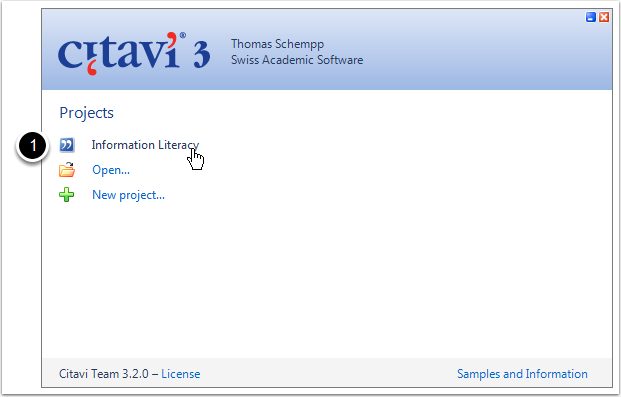 citavi® 3
Thomas Schempp
Swiss Academic Software
Projects
1
Information Literacy
Open...
New project...
Citavi Team 3.2.0 – License
Samples and Information